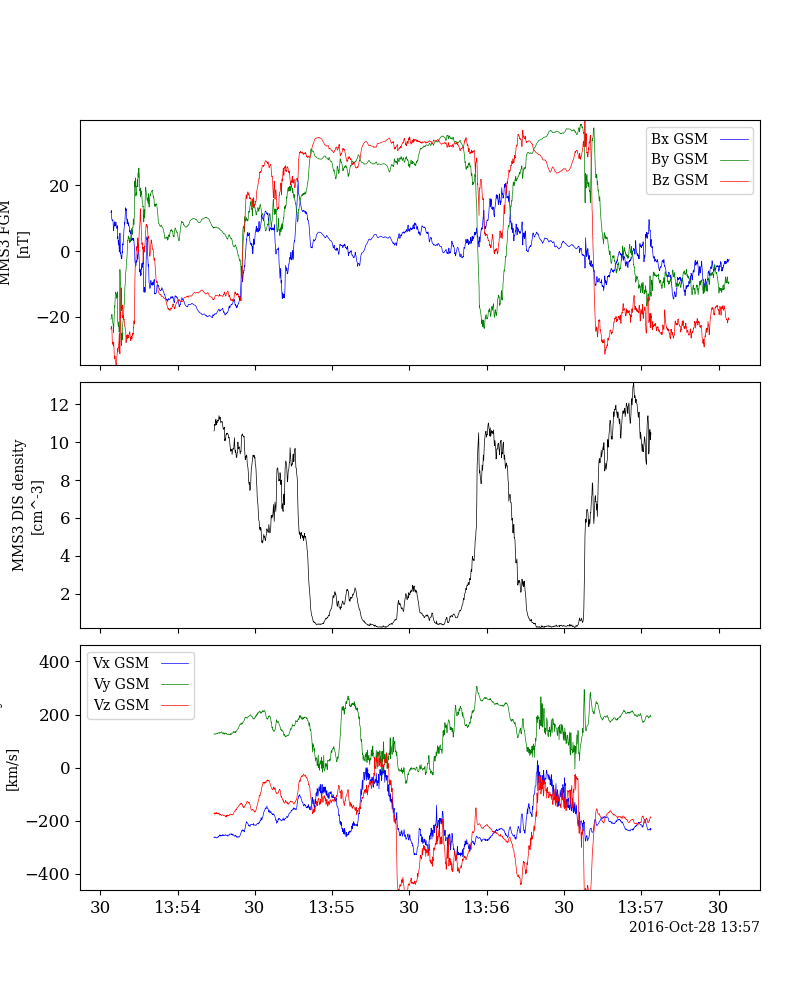 Bx GSM
By GSM
Bz GSM
MMS3 FGM
[nT]
20
0
−20
MMS3 DIS density
[cm^-3]
12
10
8
6
4
2
Vx GSM
Vy GSM
Vz GSM
[km/s]
400
200
0
−200
−400
30 13:54 30 13:55 30 13:56 30 13:57 30
2016-Oct-28 13:57